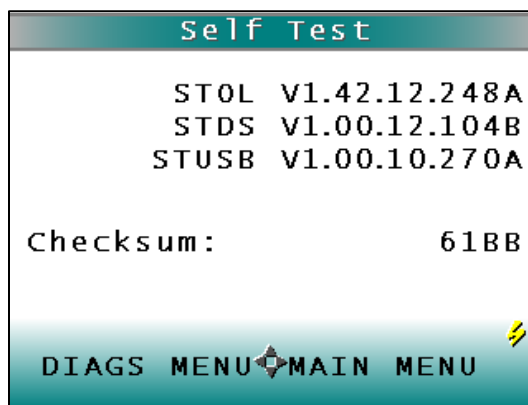 Self Test
STOL V1.42.12.248A
STDS V1.00.12.104B
STUSB V1.00.10.270A
Checksum: 61BB
DIAGS MENU MAIN MENU